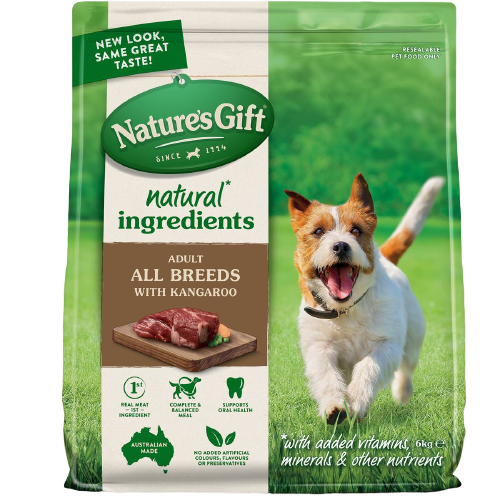 NEW LOOK,
SAME GREAT
TASTE!
RESEALABLE
PET FOOD ONLY
Nature's Gift
SINCE 1994
natural*
ingredients
ADULT
ALL BREEDS
WITH KANGAROO
1st
REAL MEAT
1ST
INGREDIENT
COMPLETE &
BALANCED
MEAL
SUPPORTS
ORAL HEALTH
AUSTRALIAN
MADE
NO ADDED ARTIFICIAL
COLOURS, FLAVOURS
OR PRESERVATIVES
*with added vitamins,
minerals & other nutrients
6kg ℮